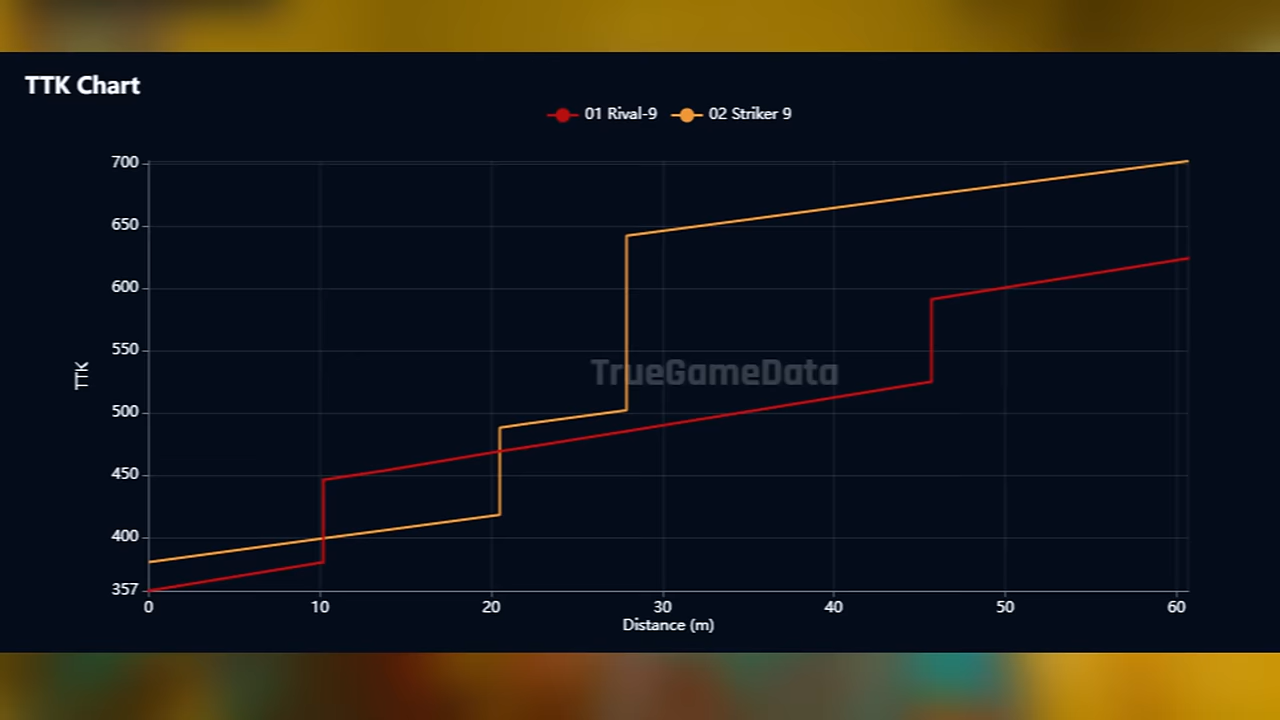 TTK Chart
01 Rival-9 02 Striker 9
700
650
600
550
500
450
400
357
TTK
TrueGameData
0 10 20 30 40 50 60
Distance (m)